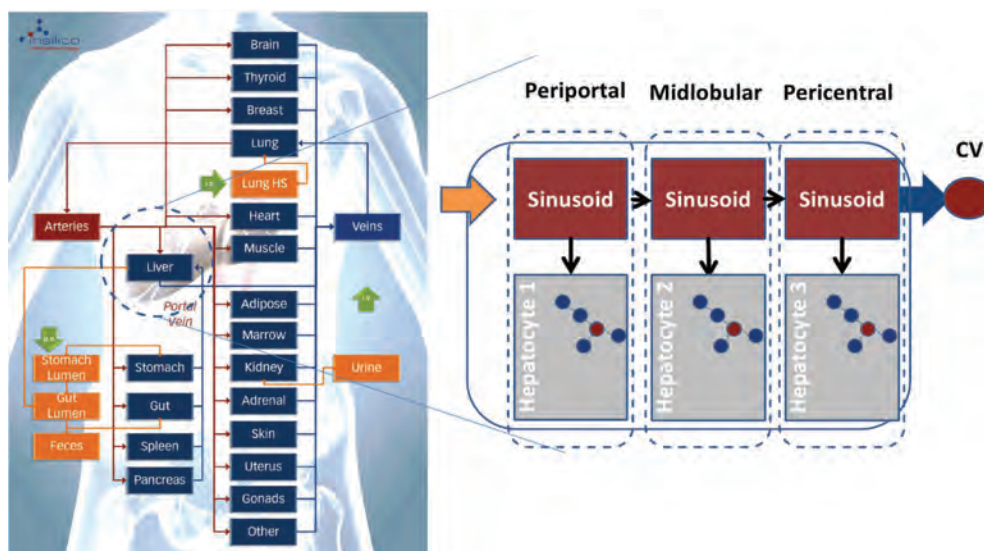 insilico
Brain
Thyroid
Breast
Lung
Lung HS
Heart
Muscle
Arteries
Veins
Liver
Portal
Vein
Adipose
Marrow
Kidney
Urine
Adrenal
Skin
Uterus
Gonads
Other
Stomach
Lumen
Stomach
Gut
Lumen
Gut
Feces
Spleen
Pancreas
Periportal
Midlobular
Pericentral
CV
Sinusoid
Sinusoid
Sinusoid
Hepatocyte 1
Hepatocyte 2
Hepatocyte 3